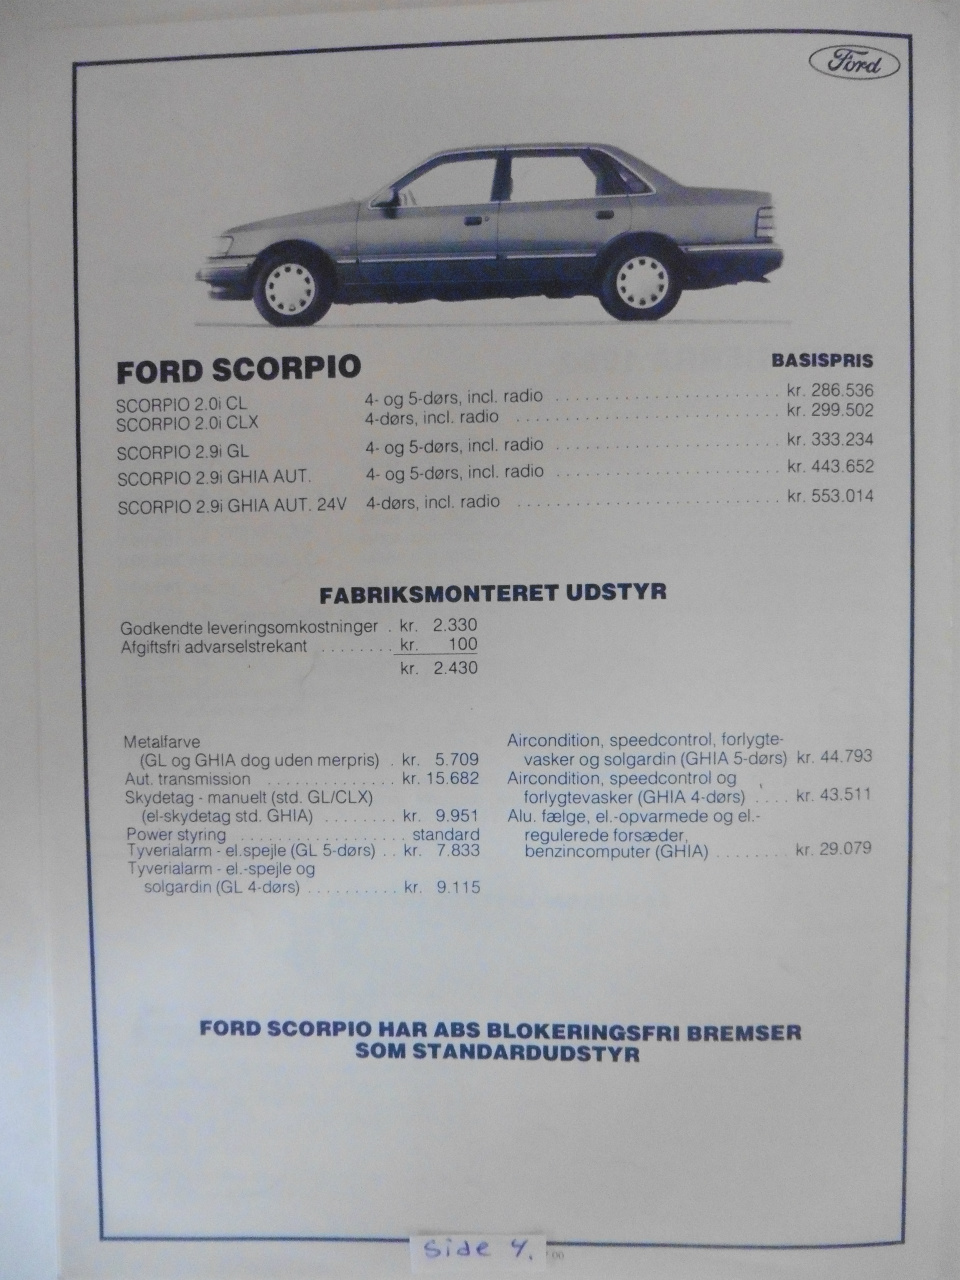 Ford
FORD SCORPIO BASISPRIS
SCORPIO 2.0i CL 4- og 5-dørs, incl. radio ........................ kr. 286.536
SCORPIO 2.0i CLX 4-dørs, incl. radio ............................ kr. 299.502
SCORPIO 2.9i GL 4- og 5-dørs, incl. radio ........................ kr. 333.234
SCORPIO 2.9i GHIA AUT. 4- og 5-dørs, incl. radio ........................ kr. 443.652
SCORPIO 2.9i GHIA AUT. 24V 4-dørs, incl. radio ............................ kr. 553.014
FABRIKSMONTERET UDSTYR
Godkendte leveringsomkostninger . kr. 2.330
Afgiftsfri advarselstrekant ........ kr. 100
kr. 2.430
Metalfarve
(GL og GHIA dog uden merpris) . kr. 5.709
Aut. transmission ............. kr. 15.682
Skydetag - manuelt (std. GL/CLX)
(el-skydetag std. GHIA) ........ kr. 9.951
Power styring .................. standard
Tyverialarm - el.spejle (GL 5-dørs) .. kr. 7.833
Tyverialarm - el.-spejle og
solgardin (GL 4-dørs) .......... kr. 9.115
Aircondition, speedcontrol, forlygte-
vasker og solgardin (GHIA 5-dørs) kr. 44.793
Aircondition, speedcontrol og
forlygtevasker (GHIA 4-dørs) .... kr. 43.511
Alu. fælge, el.-opvarmede og el.-
regulerede forsæder,
benzincomputer (GHIA) ........ kr. 29.079
FORD SCORPIO HAR ABS BLOKERINGSFRI BREMSER
SOM STANDARDUDSTYR
Side 4.